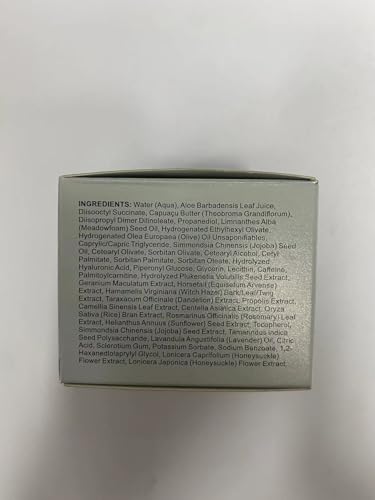 INGREDIENTS: Water (Aqua), Aloe Barbadensis Leaf Juice,
Diisooctyl Succinate, Capuaçu Butter (Theobroma Grandiflorum),
Diisopropyl Dimer Dilinoleate, Propanediol, Limnanthes Alba
(Meadowfoam) Seed Oil, Hydrogenated Ethylhexyl Olivate,
Hydrogenated Olea Europaea (Olive) Oil Unsaponifiables,
Caprylic/Capric Triglyceride, Simmondsia Chinensis (Jojoba) Seed
Oil, Cetearyl Olivate, Sorbitan Olivate, Cetearyl Alcohol, Cetyl
Palmitate, Sorbitan Palmitate, Sorbitan Oleate, Hydrolyzed
Hyaluronic Acid, Piperonyl Glucose, Glycerin, Lecithin, Caffeine,
Palmitoylcarnitine, Hydrolyzed Plukenetia Volubilis Seed Extract,
Geranium Maculatum Extract, Horsetail (Equisetum Arvense)
Extract, Hamamelis Virginiana (Witch Hazel) Bark/Leaf/Twig
Extract, Taraxacum Officinale (Dandelion) Extract, Propolis Extract,
Camellia Sinensis Leaf Extract, Centella Asiatica Extract, Oryza
Sativa (Rice) Bran Extract, Rosmarinus Officinalis (Rosemary) Leaf
Extract, Helianthus Annuus (Sunflower) Seed Extract, Tocopherol,
Simmondsia Chinensis (Jojoba) Seed Extract, Tamarindus Indica
Seed Polysaccharide, Lavandula Angustifolia (Lavender) Oil, Citric
Acid, Sclerotium Gum, Potassium Sorbate, Sodium Benzoate, 1,2-
Hexanediol Glycol, Lonicera Caprifolium (Honeysuckle)
Flower Extract, Lonicera Japonica (Honeysuckle) Flower Extract